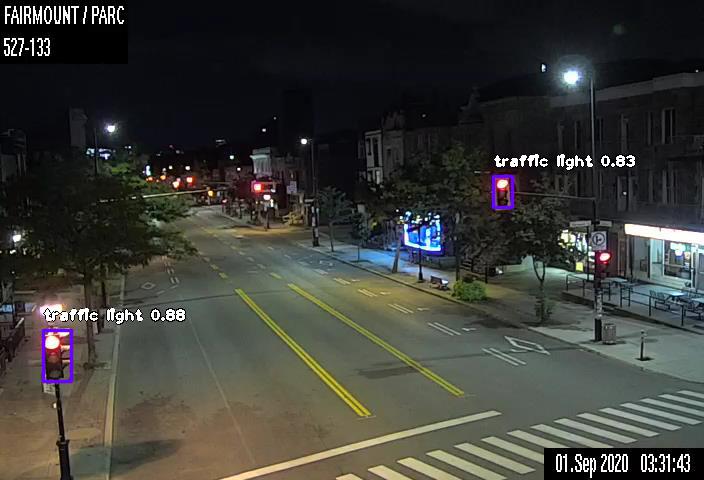 FAIRMOUNT / PARC
527-133
traffic light 0.83
traffic light 0.88
01.Sep 2020 03:31:43